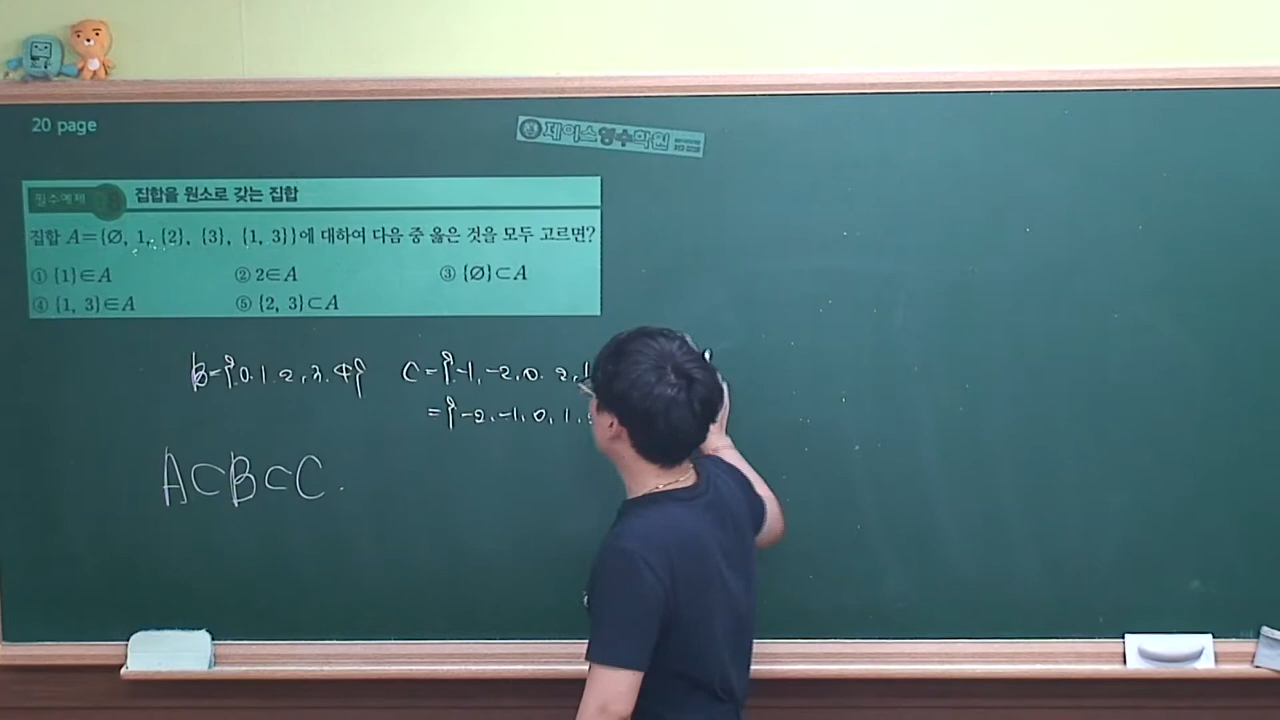 20 page
제이스영수학원
필수예제 집합을 원소로 갖는 집합
집합 A={∅, 1, {2}, {3}, {1, 3}}에 대하여 다음 중 옳은 것을 모두 고르면?
① {1}∈A ② 2∈A ③ {∅}⊂A
④ {1, 3}∈A ⑤ {2, 3}⊂A
B={0. 1. 2, 3. 4} C={-1, -2, 0. 2, 1
={-2, -1, 0, 1,
A⊂B⊂C.